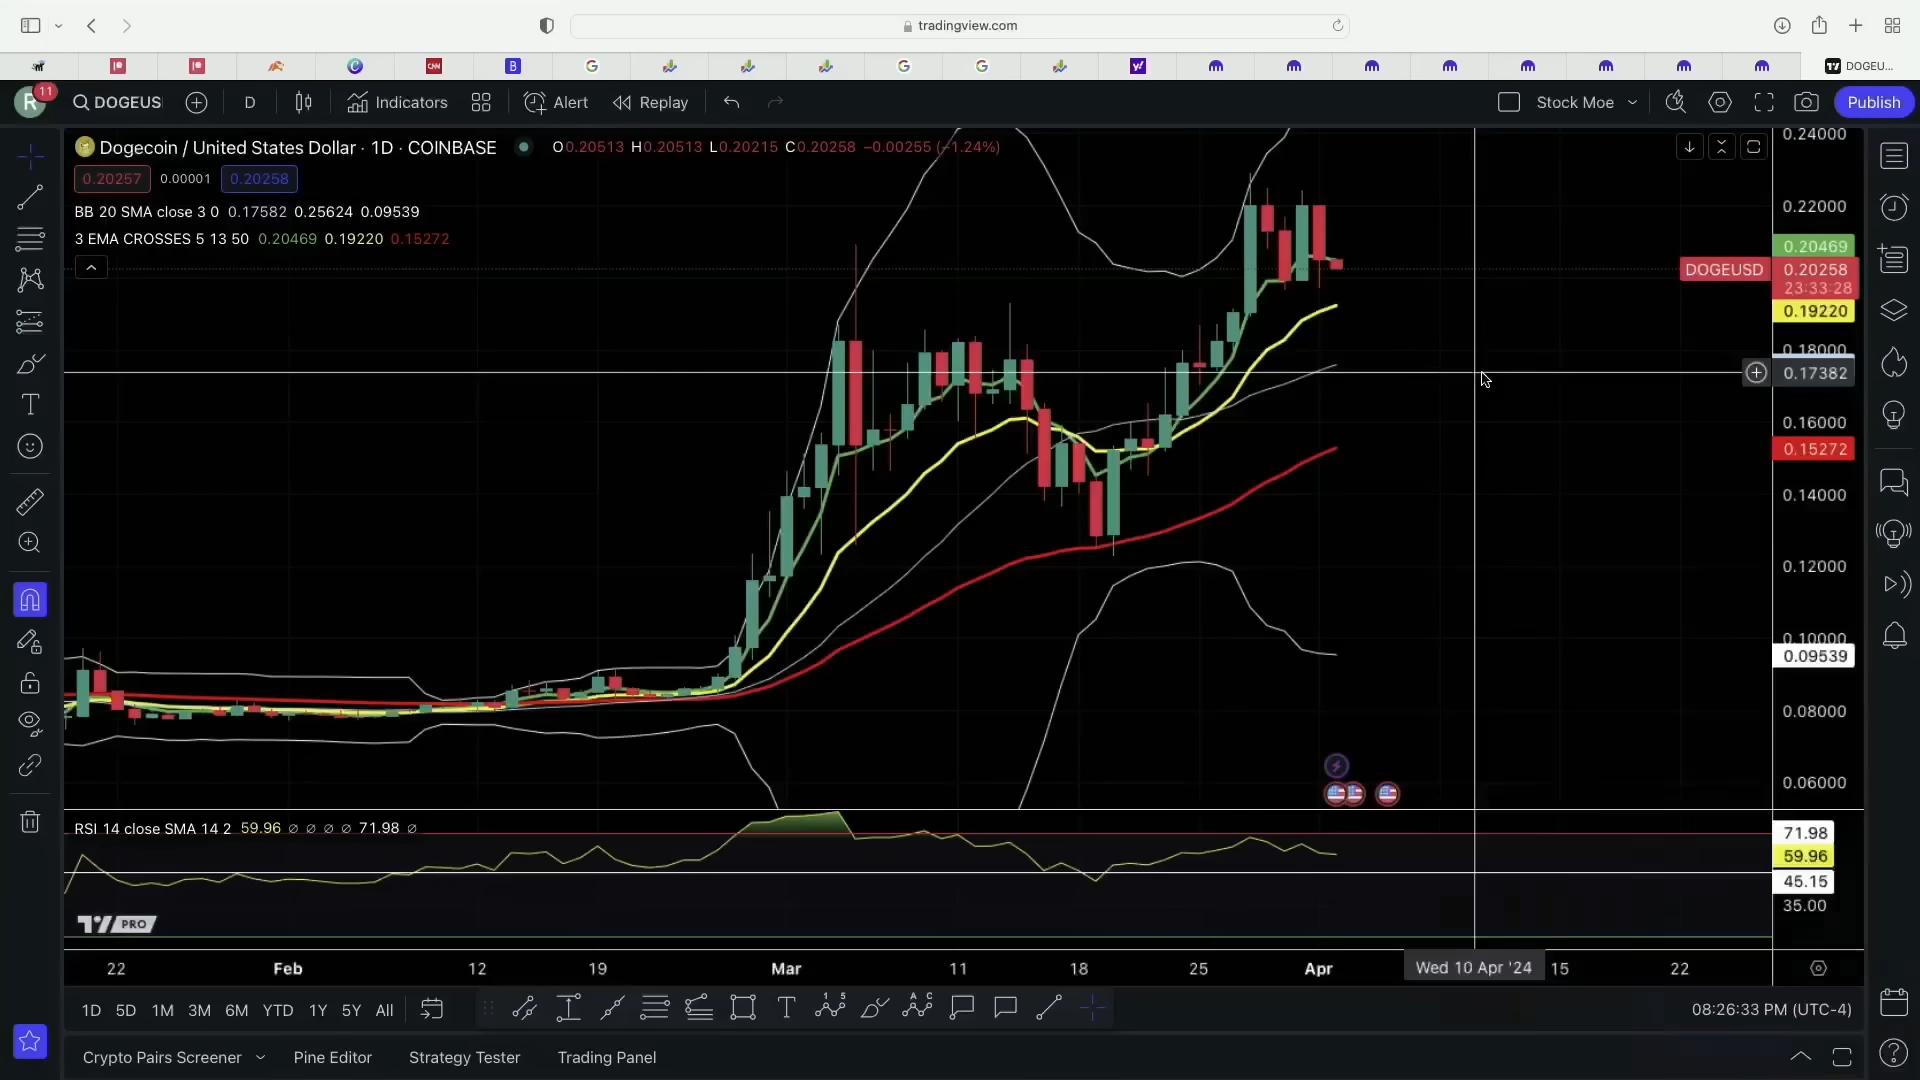 tradingview.com
CNN
B
y!
DOGEU...
R
11
DOGEUS
D
Indicators
Alert
Replay
Stock Moe
Publish
Dogecoin / United States Dollar · 1D · COINBASE
O0.20513 H0.20513 L0.20215 C0.20258 −0.00255 (−1.24%)
0.20257
0.00001
0.20258
BB 20 SMA close 3 0 0.17582 0.25624 0.09539
3 EMA CROSSES 5 13 50 0.20469 0.19220 0.15272
0.24000
0.22000
0.20469
DOGEUSD
0.20258
23:33:28
0.19220
0.18000
0.17382
0.16000
0.15272
0.14000
0.12000
0.10000
0.09539
0.08000
0.06000
RSI 14 close SMA 14 2 59.96 ∅ ∅ ∅ ∅ 71.98 ∅
71.98
59.96
45.15
35.00
PRO
22
Feb
12
19
Mar
11
18
25
Apr
Wed 10 Apr '24
15
22
1D
5D
1M
3M
6M
YTD
1Y
5Y
All
08:26:33 PM (UTC-4)
Crypto Pairs Screener
Pine Editor
Strategy Tester
Trading Panel